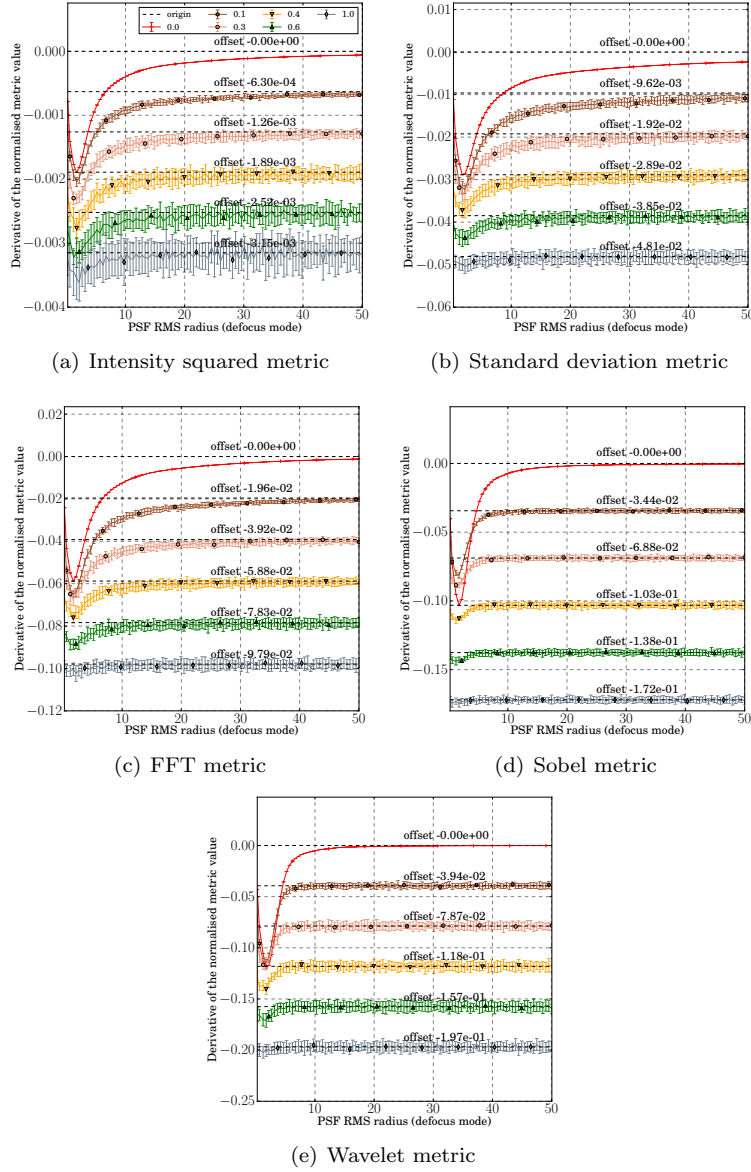 origin 0.1 0.4 1.0
0.0 0.3 0.6
0.000
−0.001
−0.002
−0.003
−0.004
offset -0.00e+00
offset -6.30e-04
offset -1.26e-03
offset -1.89e-03
offset -2.52e-03
offset -3.15e-03
10 20 30 40 50
PSF RMS radius (defocus mode)
Derivative of the normalised metric value
(a) Intensity squared metric
0.01
0.00
−0.01
−0.02
−0.03
−0.04
−0.05
−0.06
offset -0.00e+00
offset -9.62e-03
offset -1.92e-02
offset -2.89e-02
offset -3.85e-02
offset -4.81e-02
10 20 30 40 50
PSF RMS radius (defocus mode)
Derivative of the normalised metric value
(b) Standard deviation metric
0.02
0.00
−0.02
−0.04
−0.06
−0.08
−0.10
−0.12
offset -0.00e+00
offset -1.96e-02
offset -3.92e-02
offset -5.88e-02
offset -7.83e-02
offset -9.79e-02
10 20 30 40 50
PSF RMS radius (defocus mode)
Derivative of the normalised metric value
(c) FFT metric
0.00
−0.05
−0.10
−0.15
offset -0.00e+00
offset -3.44e-02
offset -6.88e-02
offset -1.03e-01
offset -1.38e-01
offset -1.72e-01
10 20 30 40 50
PSF RMS radius (defocus mode)
Derivative of the normalised metric value
(d) Sobel metric
0.00
−0.05
−0.10
−0.15
−0.20
−0.25
offset -0.00e+00
offset -3.94e-02
offset -7.87e-02
offset -1.18e-01
offset -1.57e-01
offset -1.97e-01
10 20 30 40 50
PSF RMS radius (defocus mode)
Derivative of the normalised metric value
(e) Wavelet metric